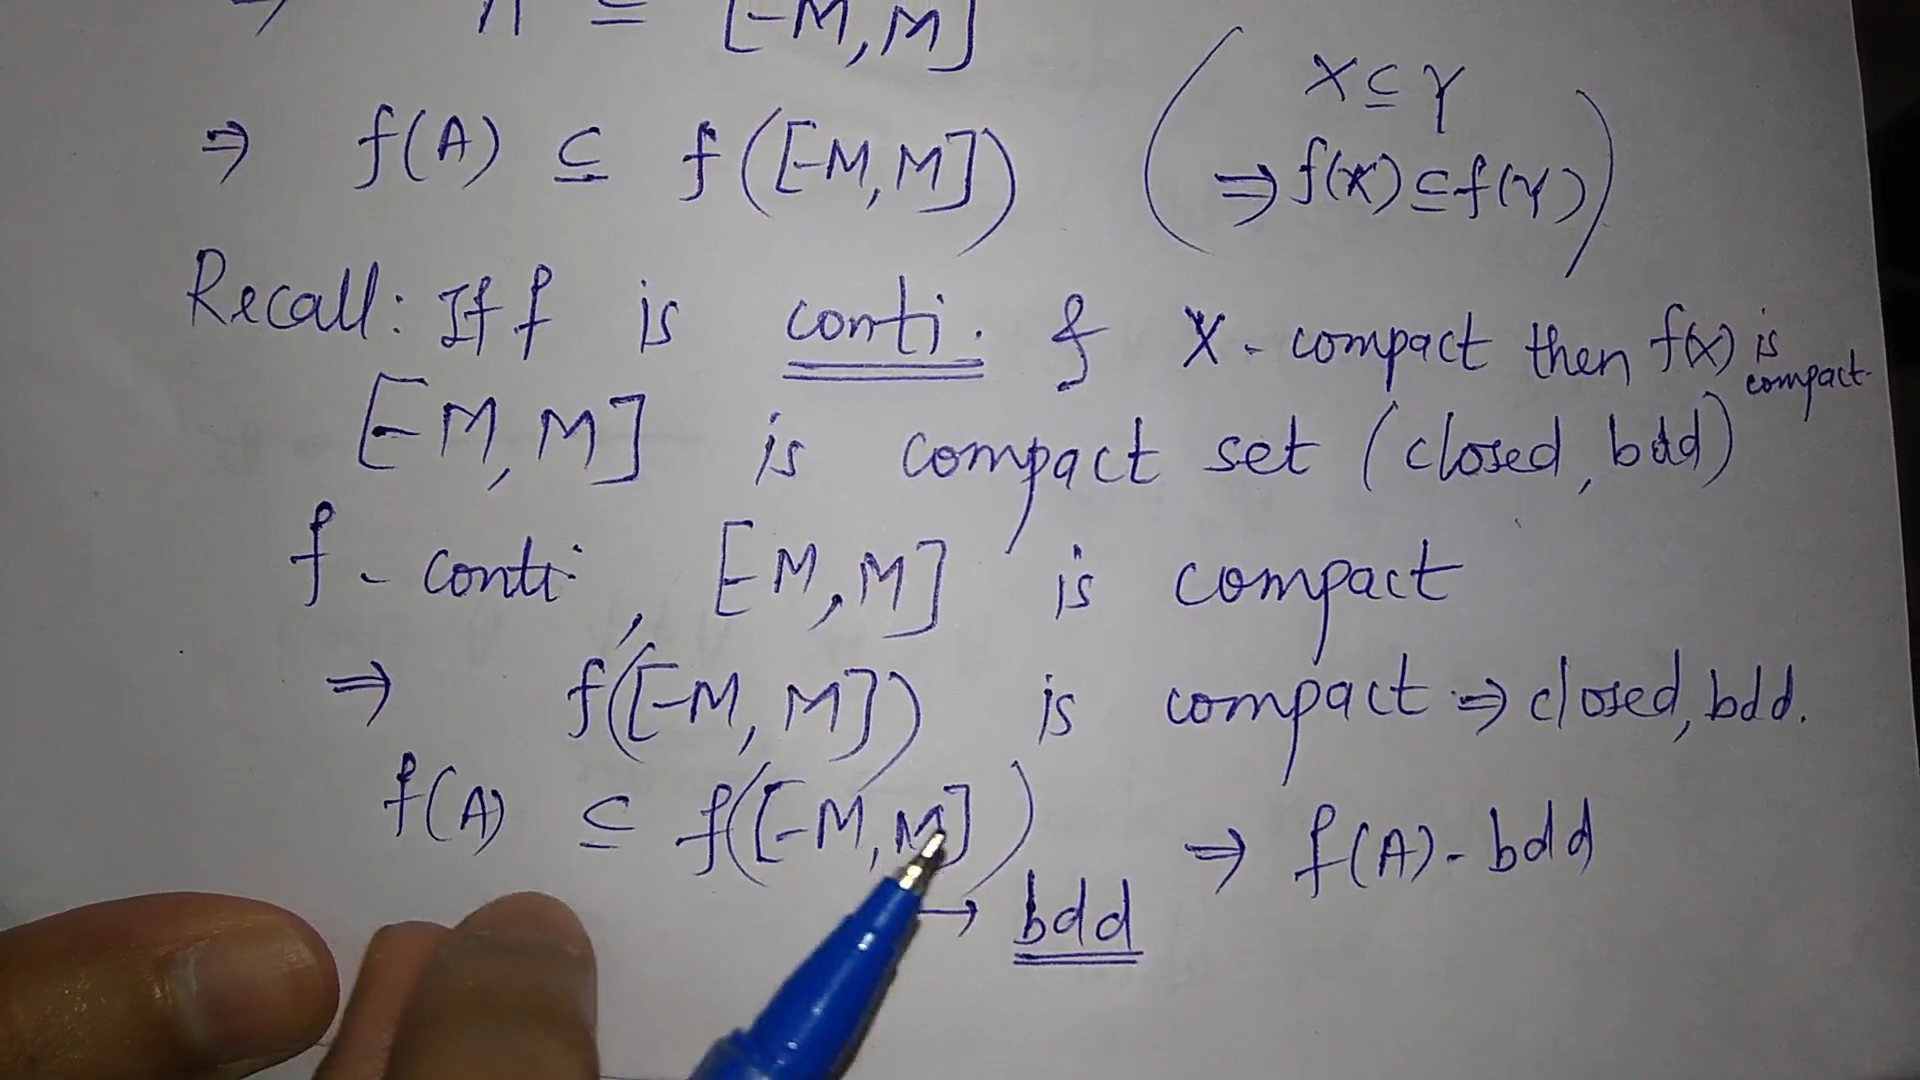 ⇒ A ⊆ [-M, M]
⇒ f(A) ⊆ f([-M, M]) ( X ⊆ Y
⇒ f(X) ⊆ f(Y) )
Recall: If f is conti. & X - compact then f(x) is compact.
[-M, M] is compact set (closed, bdd)
f - conti, [-M, M] is compact
⇒ f([-M, M]) is compact ⇒ closed, bdd.
f(A) ⊆ f([-M, M]) ⇒ f(A) - bdd
→ bdd